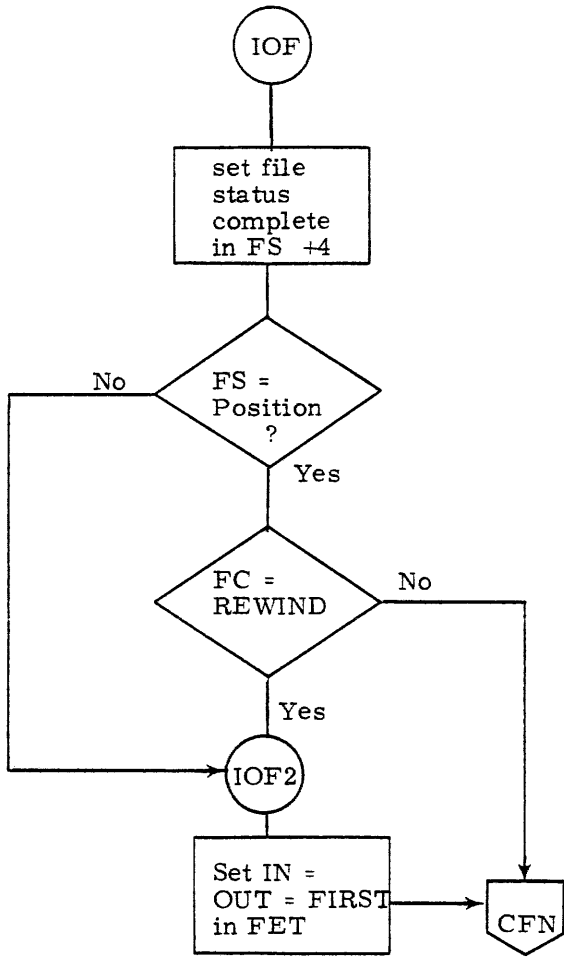 IOF
set file
status
complete
in FS +4
No
FS =
Position
?
Yes
FC =
REWIND
No
Yes
IOF2
Set IN =
OUT = FIRST
in FET
CFN